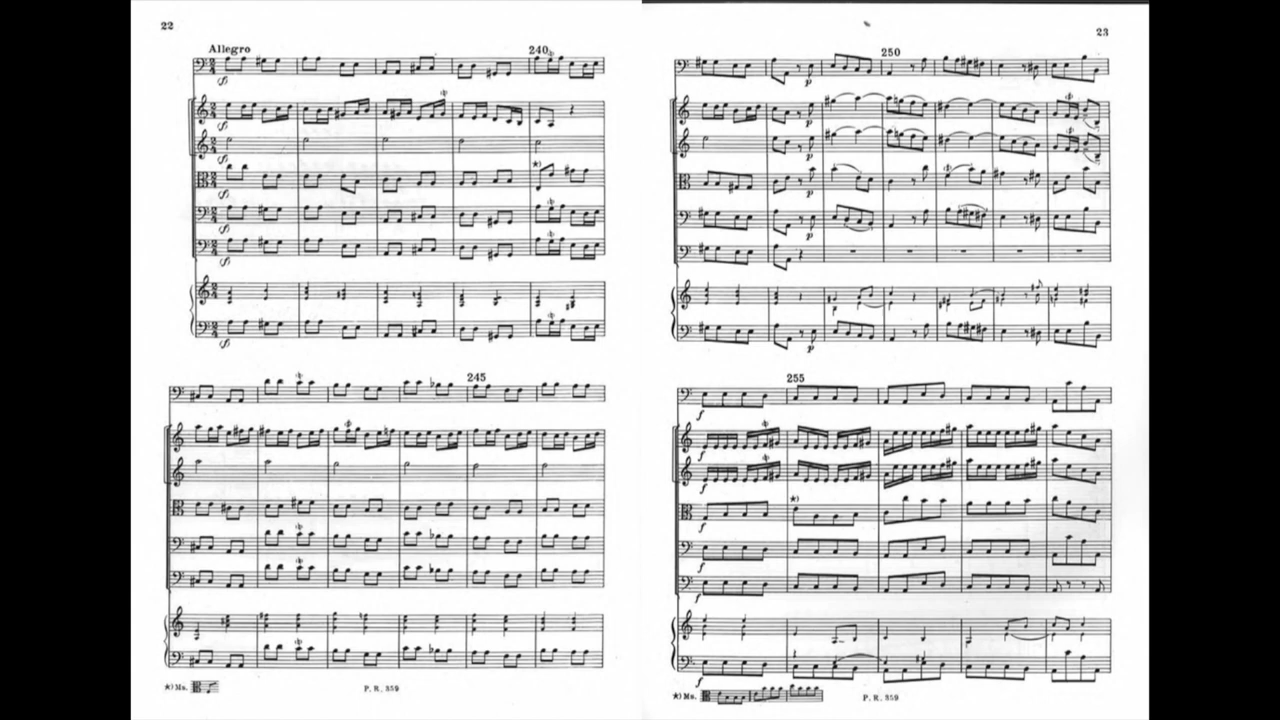 22
Allegro
240
(f)
(f)
(f)
*)
(f)
(f)
(f)
245
*) Ms.
P. R. 359
23
250
p
p
p
p
p
p
255
f
f
*)
f
f
f
f
*) Ms.
P. R. 359